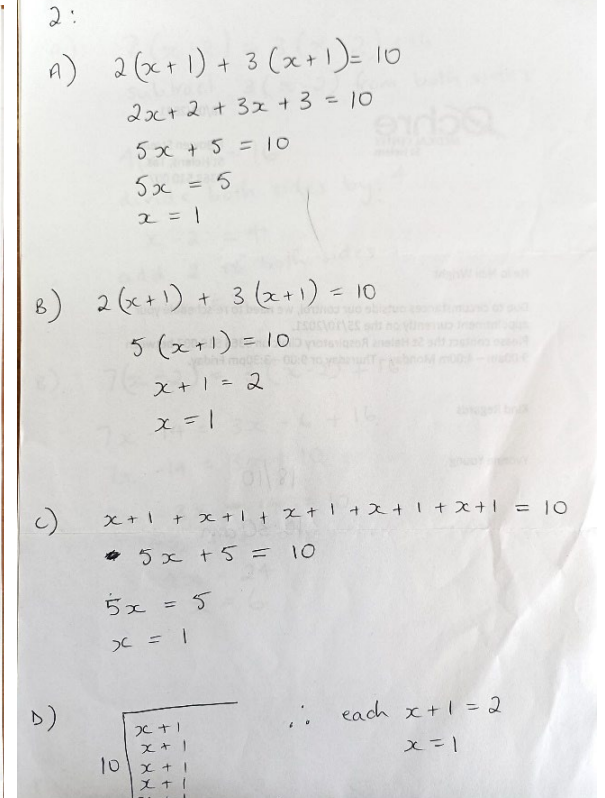 2:
A) 2(x+1) + 3(x+1) = 10
2x + 2 + 3x + 3 = 10
5x + 5 = 10
5x = 5
x = 1
B) 2(x+1) + 3(x+1) = 10
5(x+1) = 10
x + 1 = 2
x = 1
C) x+1 + x+1 + x+1 + x+1 + x+1 = 10
5x + 5 = 10
5x = 5
x = 1
D) ∴ each x+1 = 2
x = 1
x+1
x+1
10 x+1
x+1